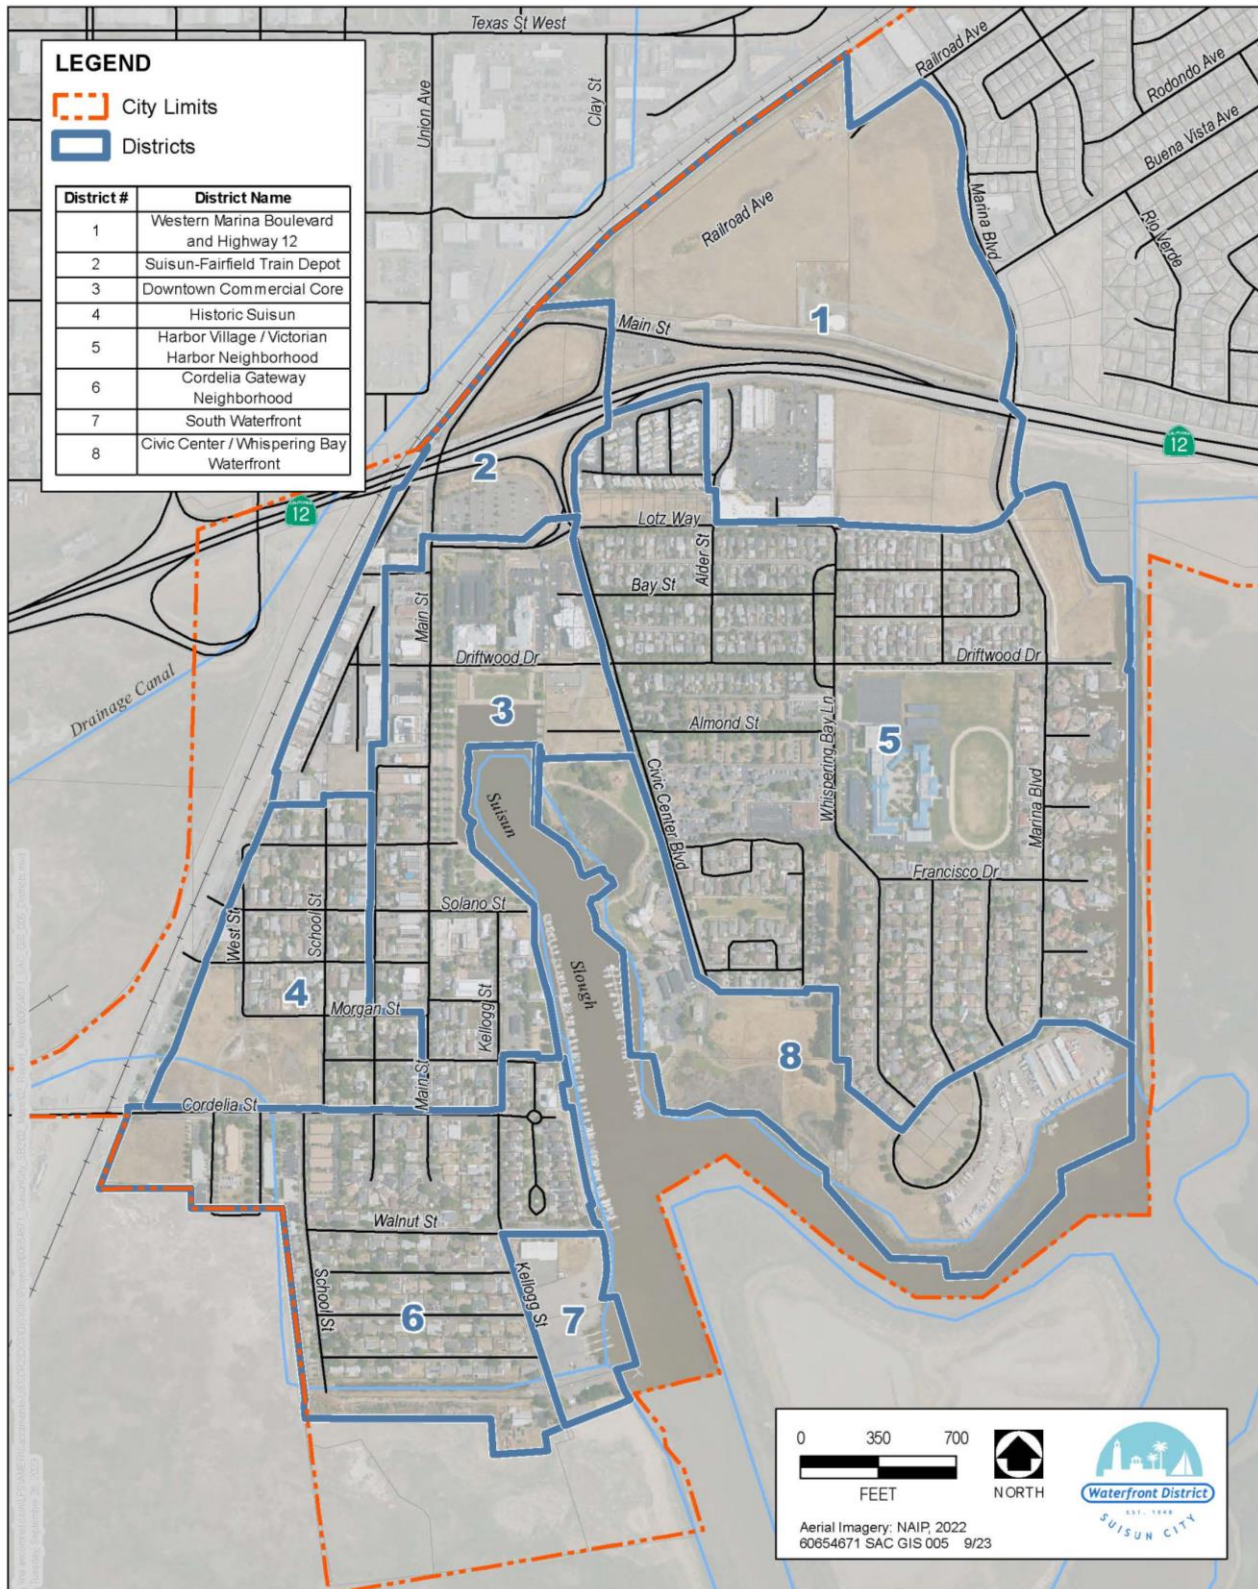 Texas St West
LEGEND
City Limits
Districts
District # District Name
1 Western Marina Boulevard
and Highway 12
2 Suisun-Fairfield Train Depot
3 Downtown Commercial Core
4 Historic Suisun
5 Harbor Village / Victorian
Harbor Neighborhood
6 Cordelia Gateway
Neighborhood
7 South Waterfront
8 Civic Center / Whispering Bay
Waterfront
Union Ave
Clay St
Railroad Ave
Rodondo Ave
Buena Vista Ave
Rio Verde
Marina Blvd
Railroad Ave
Main St
1
12
12
2
Lotz Way
Alder St
Bay St
Main St
Driftwood Dr
Driftwood Dr
Drainage Canal
3
Almond St
5
Whispering Bay Ln
Civic Center Blvd
Marina Blvd
Suisun
Slough
Francisco Dr
Solano St
West St
School St
4
Morgan St
Kellogg St
Main St
8
Cordelia St
Walnut St
School St
Kellogg St
6
7
0 350 700
FEET
NORTH
Aerial Imagery: NAIP, 2022
60654671 SAC GIS 005 9/23
Waterfront District
SUISUN CITY